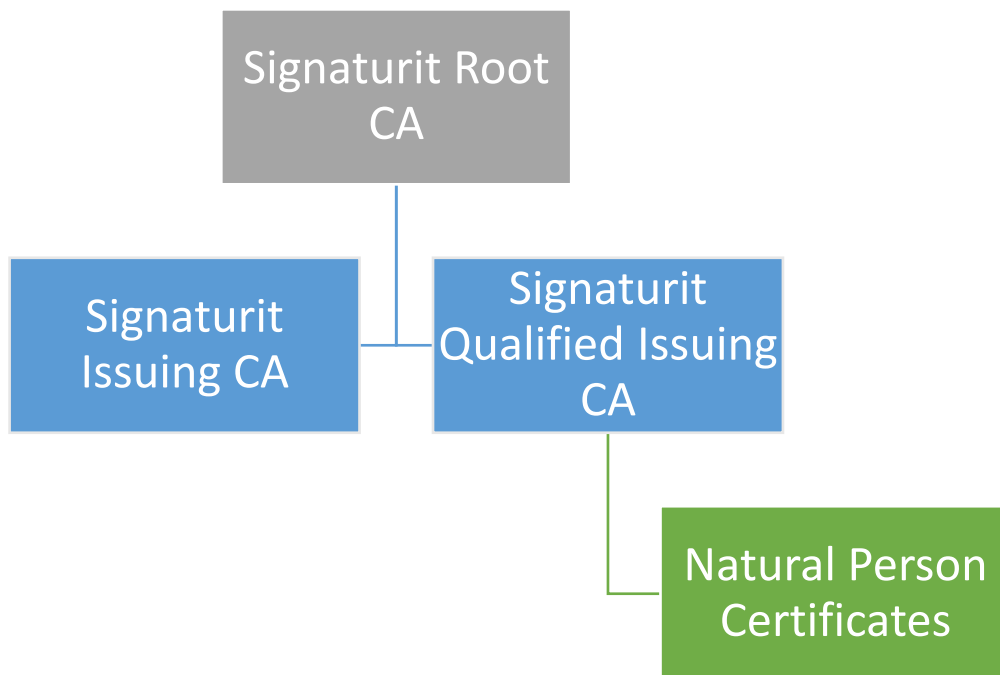 Signaturit Root
CA
Signaturit
Issuing CA
Signaturit
Qualified Issuing
CA
Natural Person
Certificates